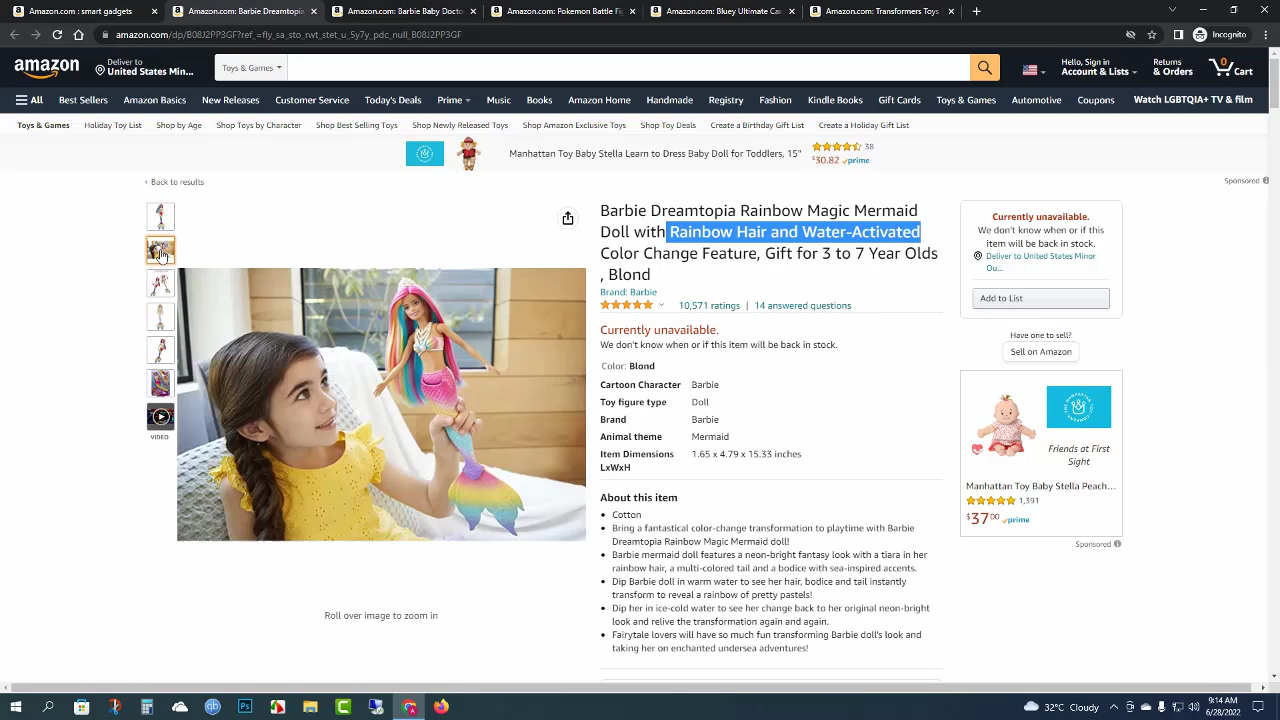 Amazon.com:
Amazon.com: Barbie Dreamtopi
Amazon.com: Barbie Doctor
Amazon.com: Pokemon Battle Fig
Amazon.com: Bluey Caravan
Amazon.com: Tomy Toomies
Incognito
amazon.com/dp/B08J2PP3GF?ref=fly_sa_sto_rwt_stet_u_5y7y_pdc_null_B08J2PP3GF
amazon
Deliver to
United States Min...
Toys & Games
Hello, Sign in
Account & Lists
Returns
& Orders
0
Cart
All
Best Sellers
Amazon Basics
New Releases
Customer Service
Today's Deals
Prime
Music
Books
Amazon Home
Handmade
Registry
Fashion
Kindle Books
Gift Cards
Toys & Games
Automotive
Coupons
Watch LGBTQIA+ TV & film
Toys & Games
Holiday Toy List
Shop by Age
Shop Toys by Character
Shop Best Selling Toys
Shop Newly Released Toys
Shop Amazon Exclusive Toys
Shop Toy Deals
Create a Birthday Gift List
Create a Holiday Gift List
Manhattan Toy Baby Stella Learn to Dress Baby Doll for Toddlers, 15"
38
$30.82 prime
Sponsored
‹ Back to results
VIDEO
Roll over image to zoom in
Barbie Dreamtopia Rainbow Magic Mermaid
Doll with Rainbow Hair and Water-Activated
Color Change Feature, Gift for 3 to 7 Year Olds
, Blond
Brand: Barbie
10,571 ratings | 14 answered questions
Currently unavailable.
We don't know when or if this item will be back in stock.
Color: Blond
Cartoon Character Barbie
Toy figure type Doll
Brand Barbie
Animal theme Mermaid
Item Dimensions 1.65 x 4.79 x 15.33 inches
LxWxH
About this item
• Cotton
• Bring a fantastical color-change transformation to playtime with Barbie
Dreamtopia Rainbow Magic Mermaid doll!
• Barbie mermaid doll features a neon-bright fantasy look with a tiara in her
rainbow hair, a multi-colored tail and a bodice with sea-inspired accents.
• Dip Barbie doll in warm water to see her hair, bodice and tail instantly
transform to reveal a rainbow of pretty pastels!
• Dip her in ice-cold water to see her change back to her original neon-bright
look and relive the transformation again and again.
• Fairytale lovers will have so much fun transforming Barbie doll's look and
taking her on enchanted undersea adventures!
Currently unavailable.
We don't know when or if this
item will be back in stock.
Deliver to United States Minor
Ou...
Add to List
Have one to sell?
Sell on Amazon
Friends at First
Sight
Manhattan Toy Baby Stella Peach...
1,391
$37 00 prime
Sponsored
32°C Cloudy
9:14 AM
6/28/2022